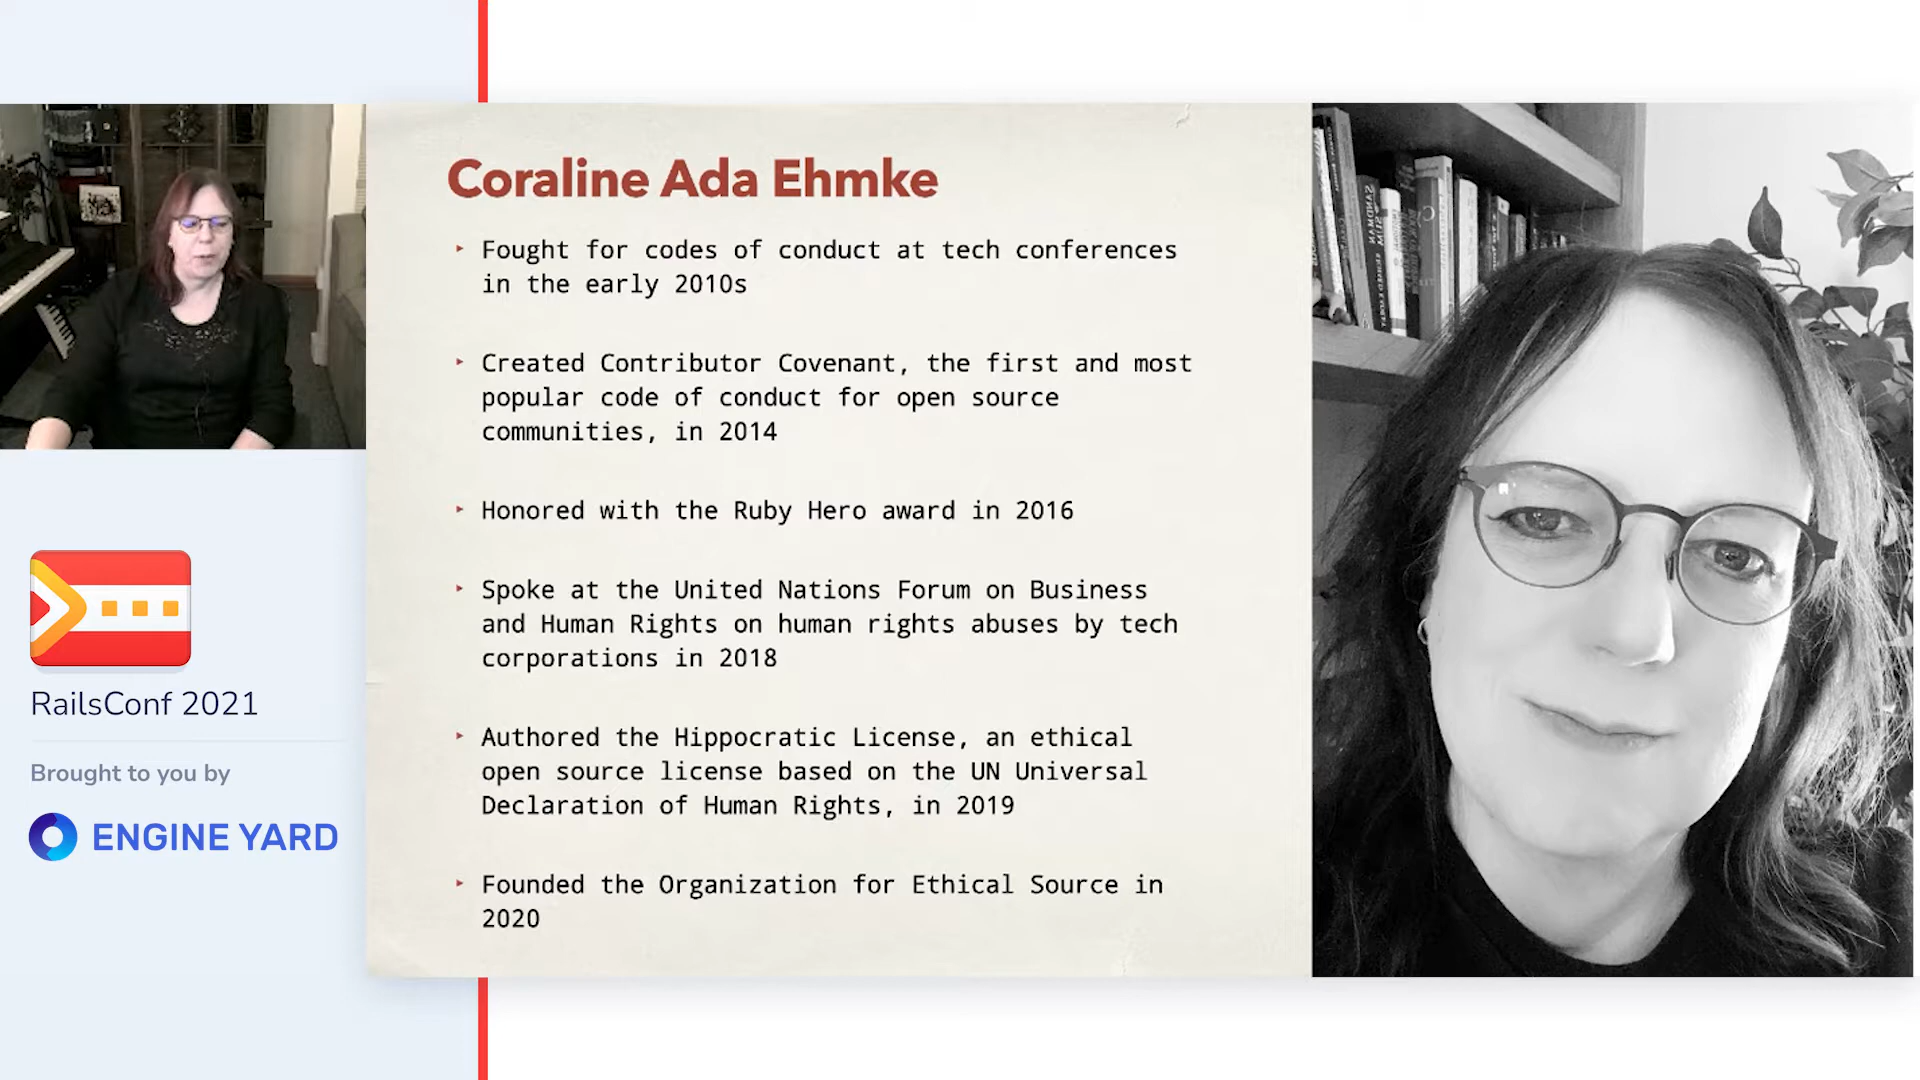 Coraline Ada Ehmke
Fought for codes of conduct at tech conferences
in the early 2010s
Created Contributor Covenant, the first and most
popular code of conduct for open source
communities, in 2014
Honored with the Ruby Hero award in 2016
Spoke at the United Nations Forum on Business
and Human Rights on human rights abuses by tech
corporations in 2018
Authored the Hippocratic License, an ethical
open source license based on the UN Universal
Declaration of Human Rights, in 2019
Founded the Organization for Ethical Source in
2020
RailsConf 2021
Brought to you by
ENGINE YARD